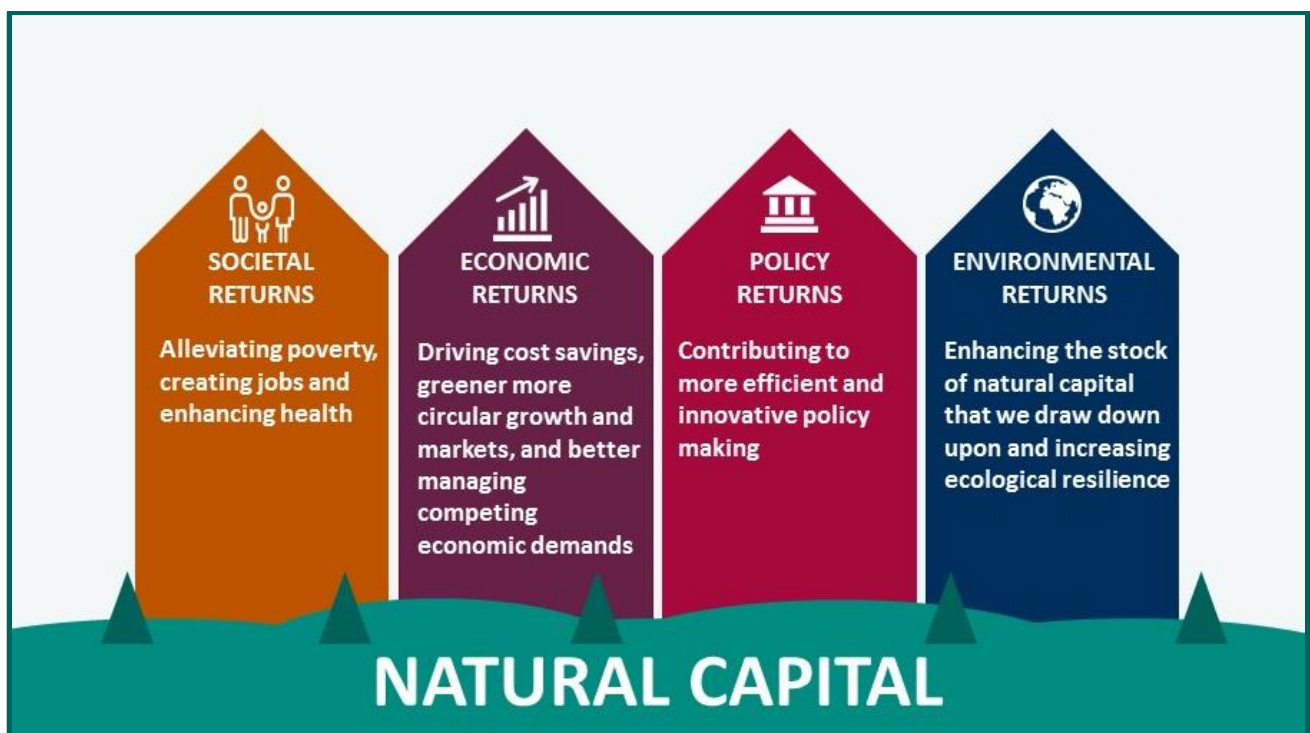 SOCIETAL
RETURNS
Alleviating poverty,
creating jobs and
enhancing health
ECONOMIC
RETURNS
Driving cost savings,
greener more
circular growth and
markets, and better
managing
competing
economic demands
POLICY
RETURNS
Contributing to
more efficient and
innovative policy
making
ENVIRONMENTAL
RETURNS
Enhancing the stock
of natural capital
that we draw down
upon and increasing
ecological resilience
NATURAL CAPITAL